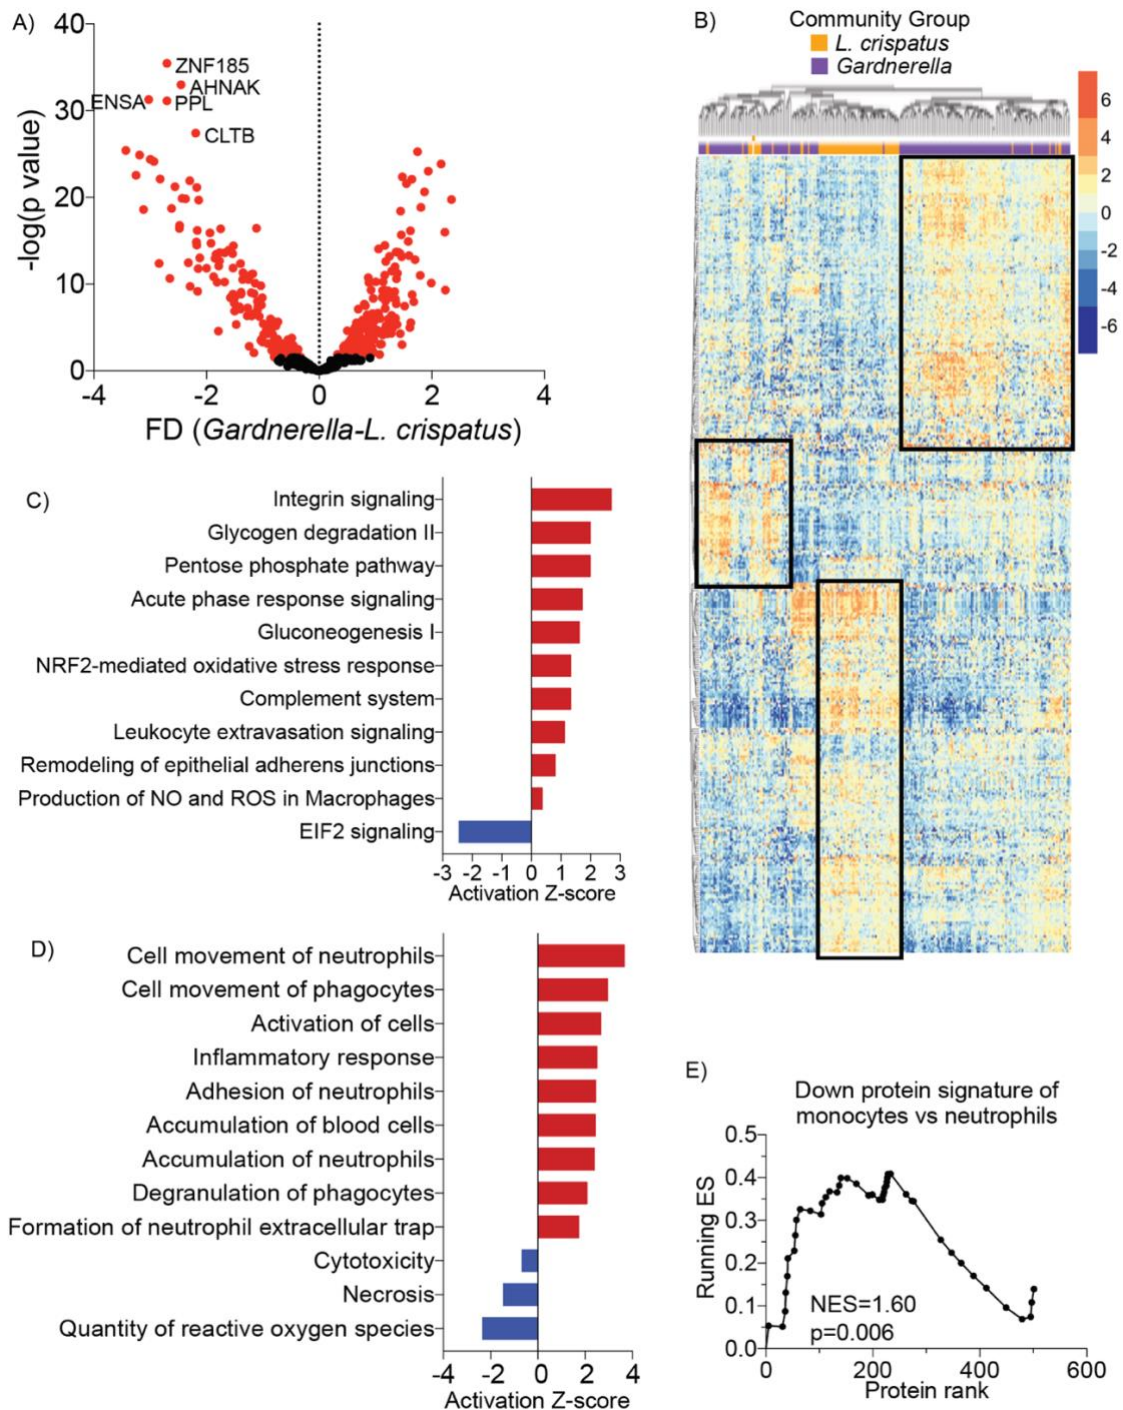 A)
40
30
20
10
0
-log(p value)
ZNF185
AHNAK
ENSA
PPL
CLTB
-4
-2
0
2
4
FD (Gardnerella-L. crispatus)
B)
Community Group
L. crispatus
Gardnerella
6
4
2
0
-2
-4
-6
C)
Integrin signaling
Glycogen degradation II
Pentose phosphate pathway
Acute phase response signaling
Gluconeogenesis I
NRF2-mediated oxidative stress response
Complement system
Leukocyte extravasation signaling
Remodeling of epithelial adherens junctions
Production of NO and ROS in Macrophages
EIF2 signaling
-3 -2 -1 0 1 2 3
Activation Z-score
D)
Cell movement of neutrophils
Cell movement of phagocytes
Activation of cells
Inflammatory response
Adhesion of neutrophils
Accumulation of blood cells
Accumulation of neutrophils
Degranulation of phagocytes
Formation of neutrophil extracellular trap
Cytotoxicity
Necrosis
Quantity of reactive oxygen species
-4 -2 0 2 4
Activation Z-score
E)
Down protein signature of
monocytes vs neutrophils
0.5
0.4
0.3
0.2
0.1
0.0
Running ES
NES=1.60
p=0.006
0 200 400 600
Protein rank